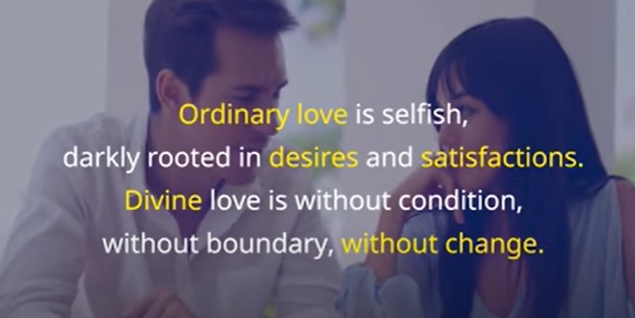 Ordinary love is selfish,
darkly rooted in desires and satisfactions.
Divine love is without condition,
without boundary, without change.